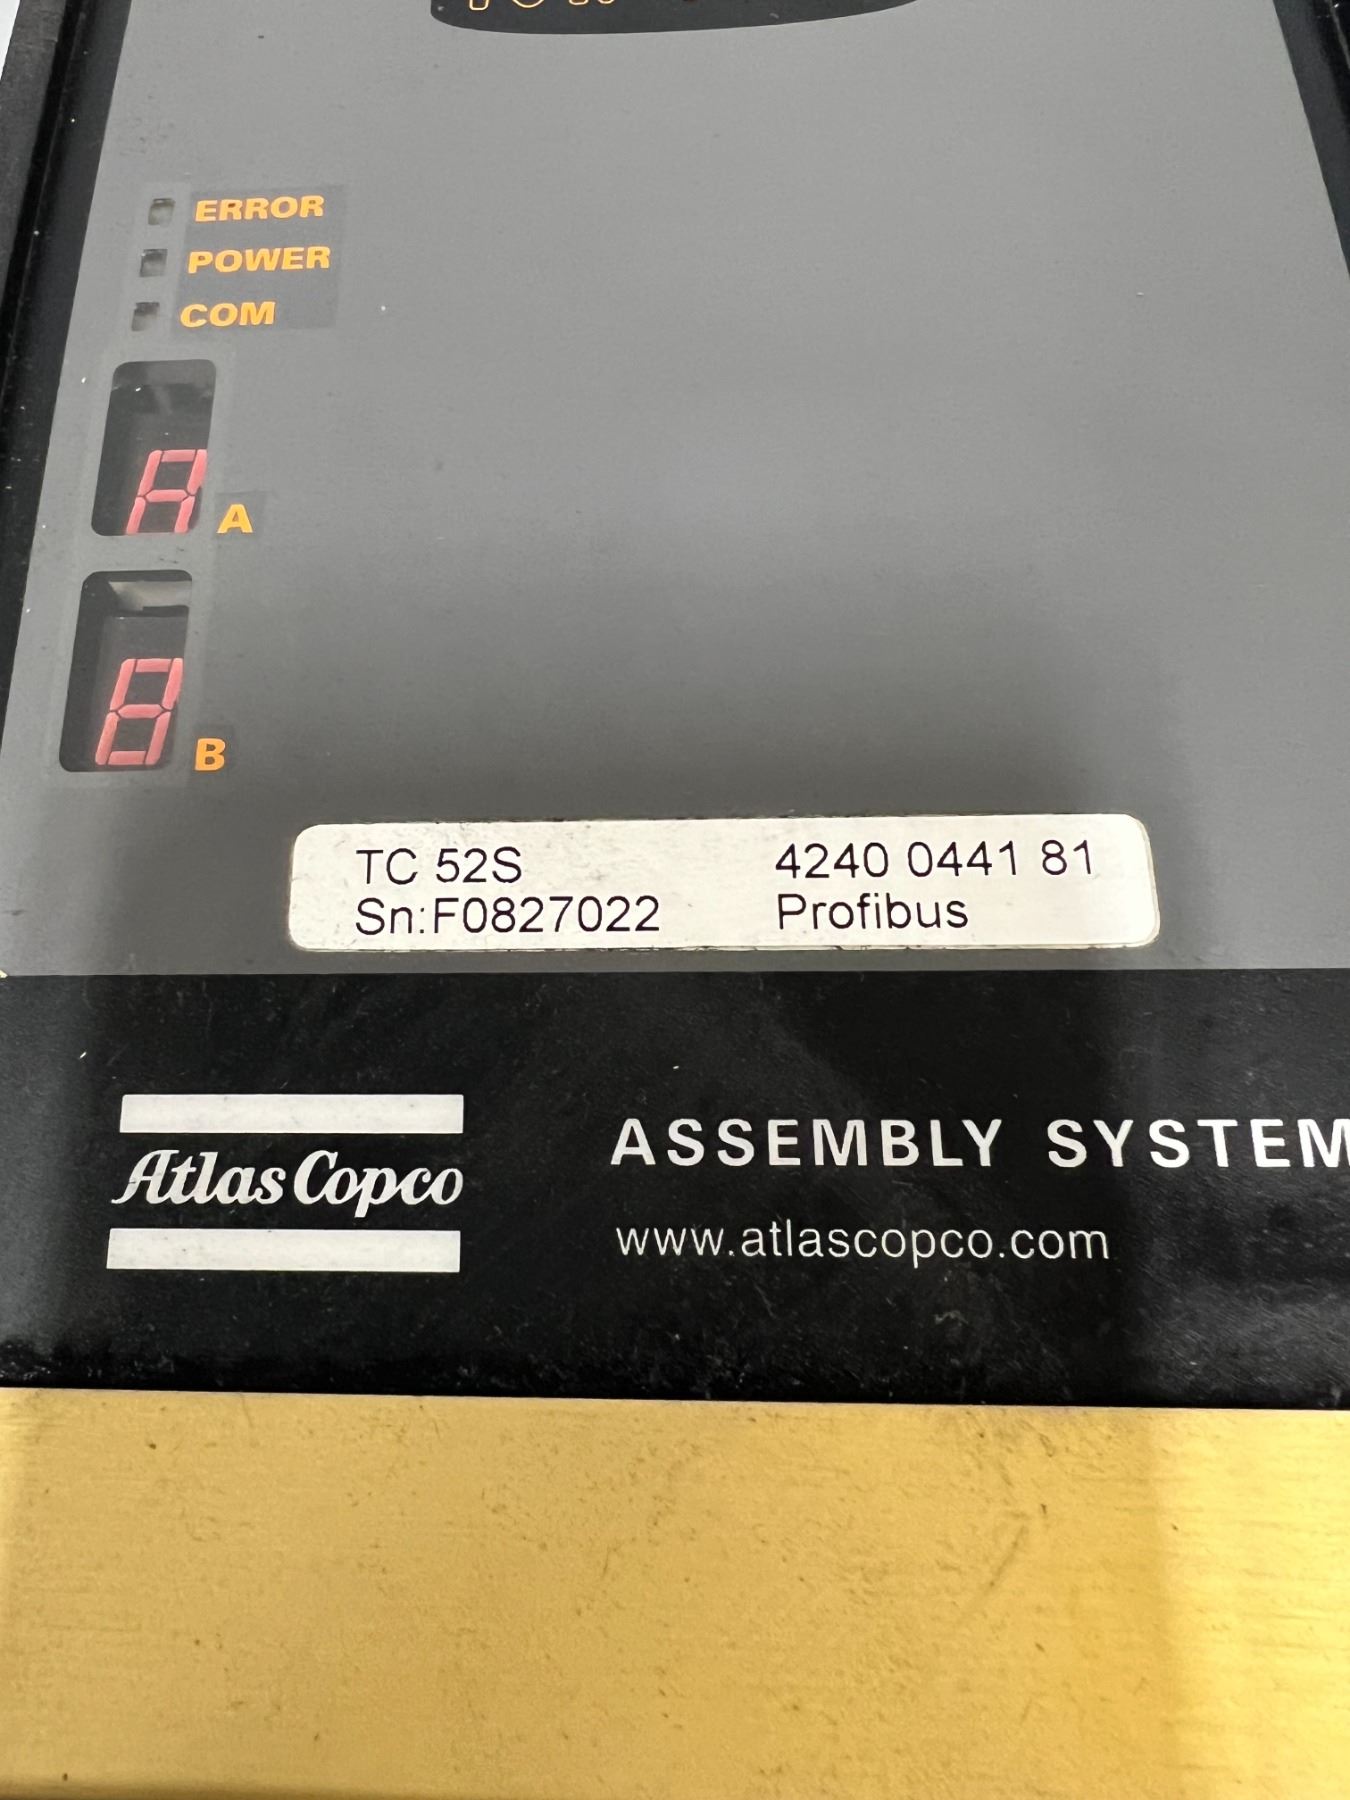 ERROR
POWER
COM
A
B
TC 52S 4240 0441 81
Sn:F0827022 Profibus
Atlas Copco
ASSEMBLY SYSTEM
www.atlascopco.com